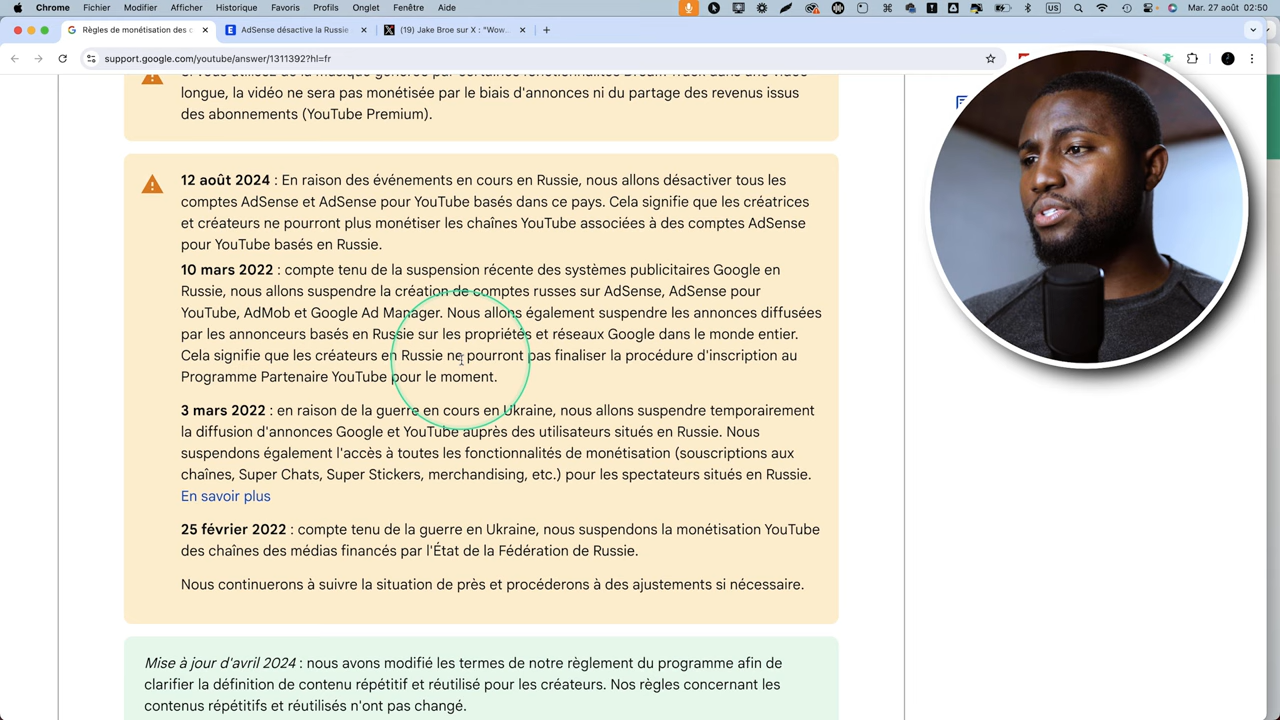 Chrome Fichier Modifier Afficher Historique Favoris Profils Onglet Fenêtre Aide US Mar. 27 août 02:50
Règles de monétisation des c AdSense désactive la Russie (19) Jake Broe sur X : "Wow...
support.google.com/youtube/answer/1311392?hl=fr
longue, la vidéo ne sera pas monétisée par le biais d'annonces ni du partage des revenus issus
des abonnements (YouTube Premium).
12 août 2024 : En raison des événements en cours en Russie, nous allons désactiver tous les
comptes AdSense et AdSense pour YouTube basés dans ce pays. Cela signifie que les créatrices
et créateurs ne pourront plus monétiser les chaînes YouTube associées à des comptes AdSense
pour YouTube basés en Russie.
10 mars 2022 : compte tenu de la suspension récente des systèmes publicitaires Google en
Russie, nous allons suspendre la création de comptes russes sur AdSense, AdSense pour
YouTube, AdMob et Google Ad Manager. Nous allons également suspendre les annonces diffusées
par les annonceurs basés en Russie sur les propriétés et réseaux Google dans le monde entier.
Cela signifie que les créateurs en Russie ne pourront pas finaliser la procédure d'inscription au
Programme Partenaire YouTube pour le moment.
3 mars 2022 : en raison de la guerre en cours en Ukraine, nous allons suspendre temporairement
la diffusion d'annonces Google et YouTube auprès des utilisateurs situés en Russie. Nous
suspendons également l'accès à toutes les fonctionnalités de monétisation (souscriptions aux
chaînes, Super Chats, Super Stickers, merchandising, etc.) pour les spectateurs situés en Russie.
En savoir plus
25 février 2022 : compte tenu de la guerre en Ukraine, nous suspendons la monétisation YouTube
des chaînes des médias financés par l'État de la Fédération de Russie.
Nous continuerons à suivre la situation de près et procéderons à des ajustements si nécessaire.
Mise à jour d'avril 2024 : nous avons modifié les termes de notre règlement du programme afin de
clarifier la définition de contenu répétitif et réutilisé pour les créateurs. Nos règles concernant les
contenus répétitifs et réutilisés n'ont pas changé.